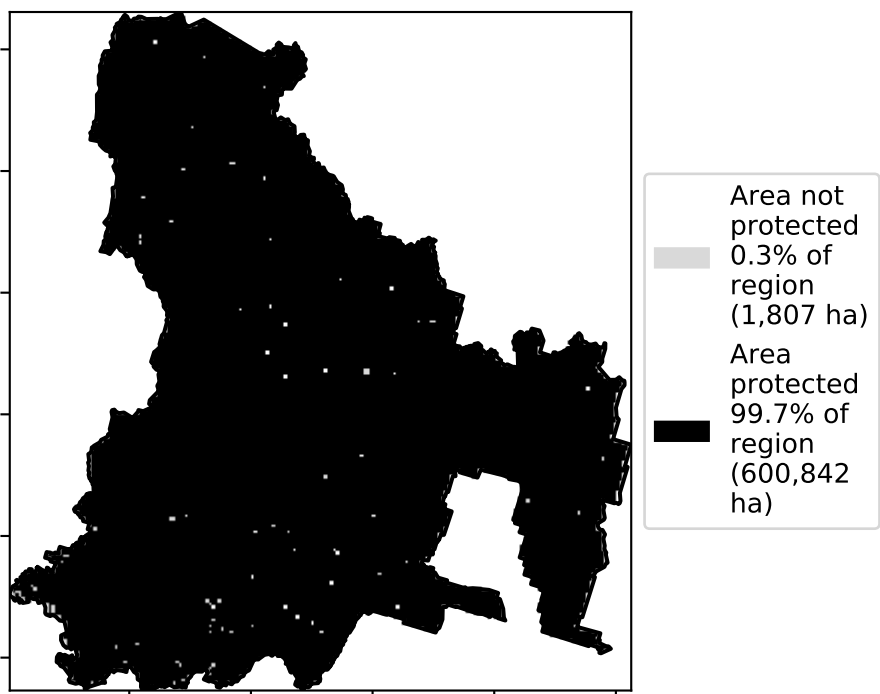 Area not
protected
0.3% of
region
(1,807 ha)
Area
protected
99.7% of
region
(600,842
ha)